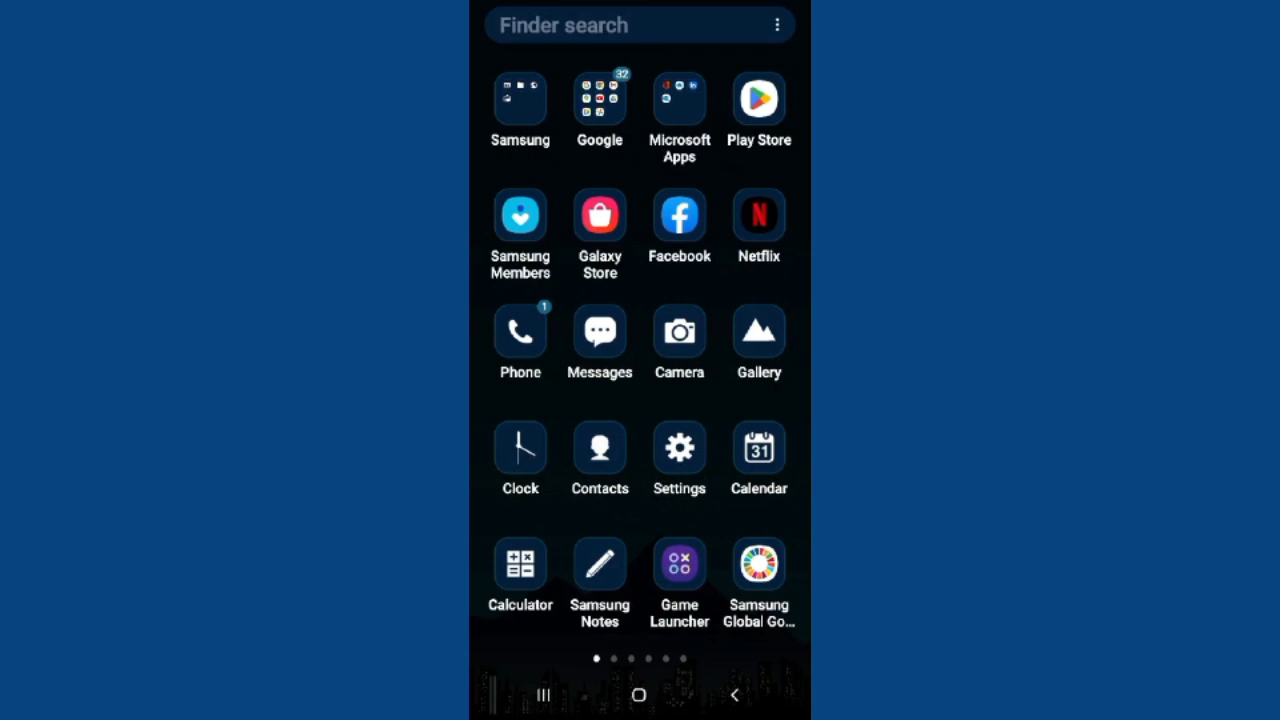 Finder search
32
Samsung
Google
Microsoft
Apps
Play Store
N
Samsung
Members
Galaxy
Store
Facebook
Netflix
1
Phone
Messages
Camera
Gallery
31
Clock
Contacts
Settings
Calendar
Calculator
Samsung
Notes
Game
Launcher
Samsung
Global Go...